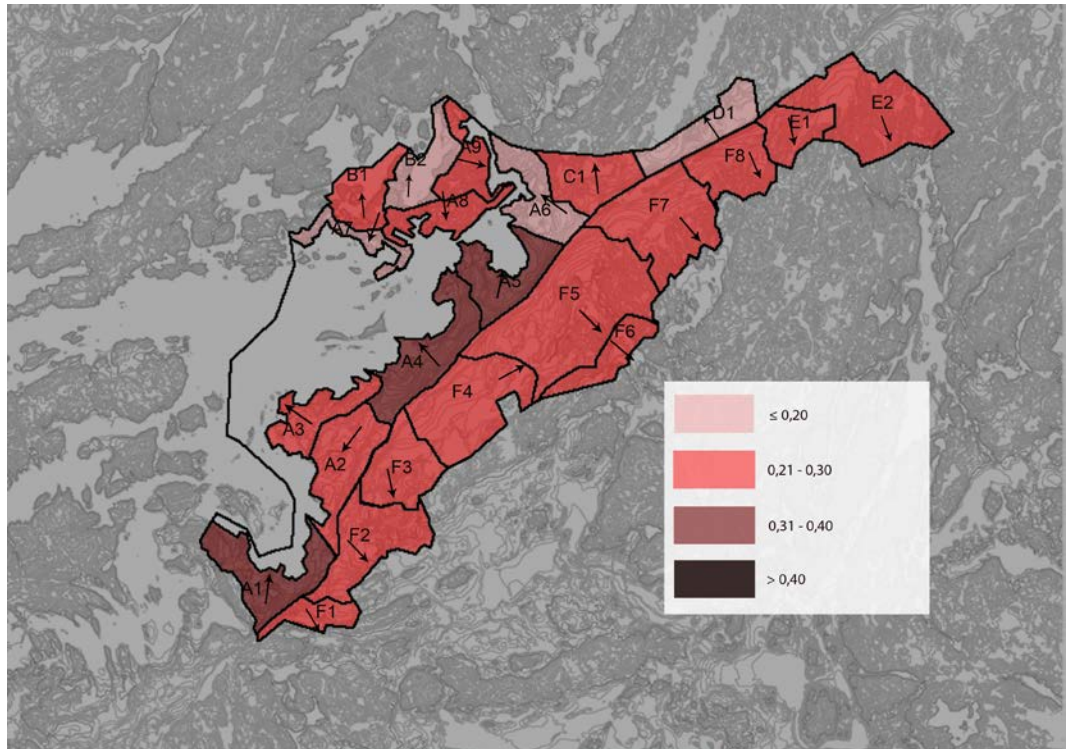 E2
D1
E1
A9
F8
B2
B1
C1
A8
F7
A6
A7
A5
F5
F6
A4
F4
≤ 0,20
A3
A2
F3
0,21 - 0,30
0,31 - 0,40
F2
> 0,40
A1
F1